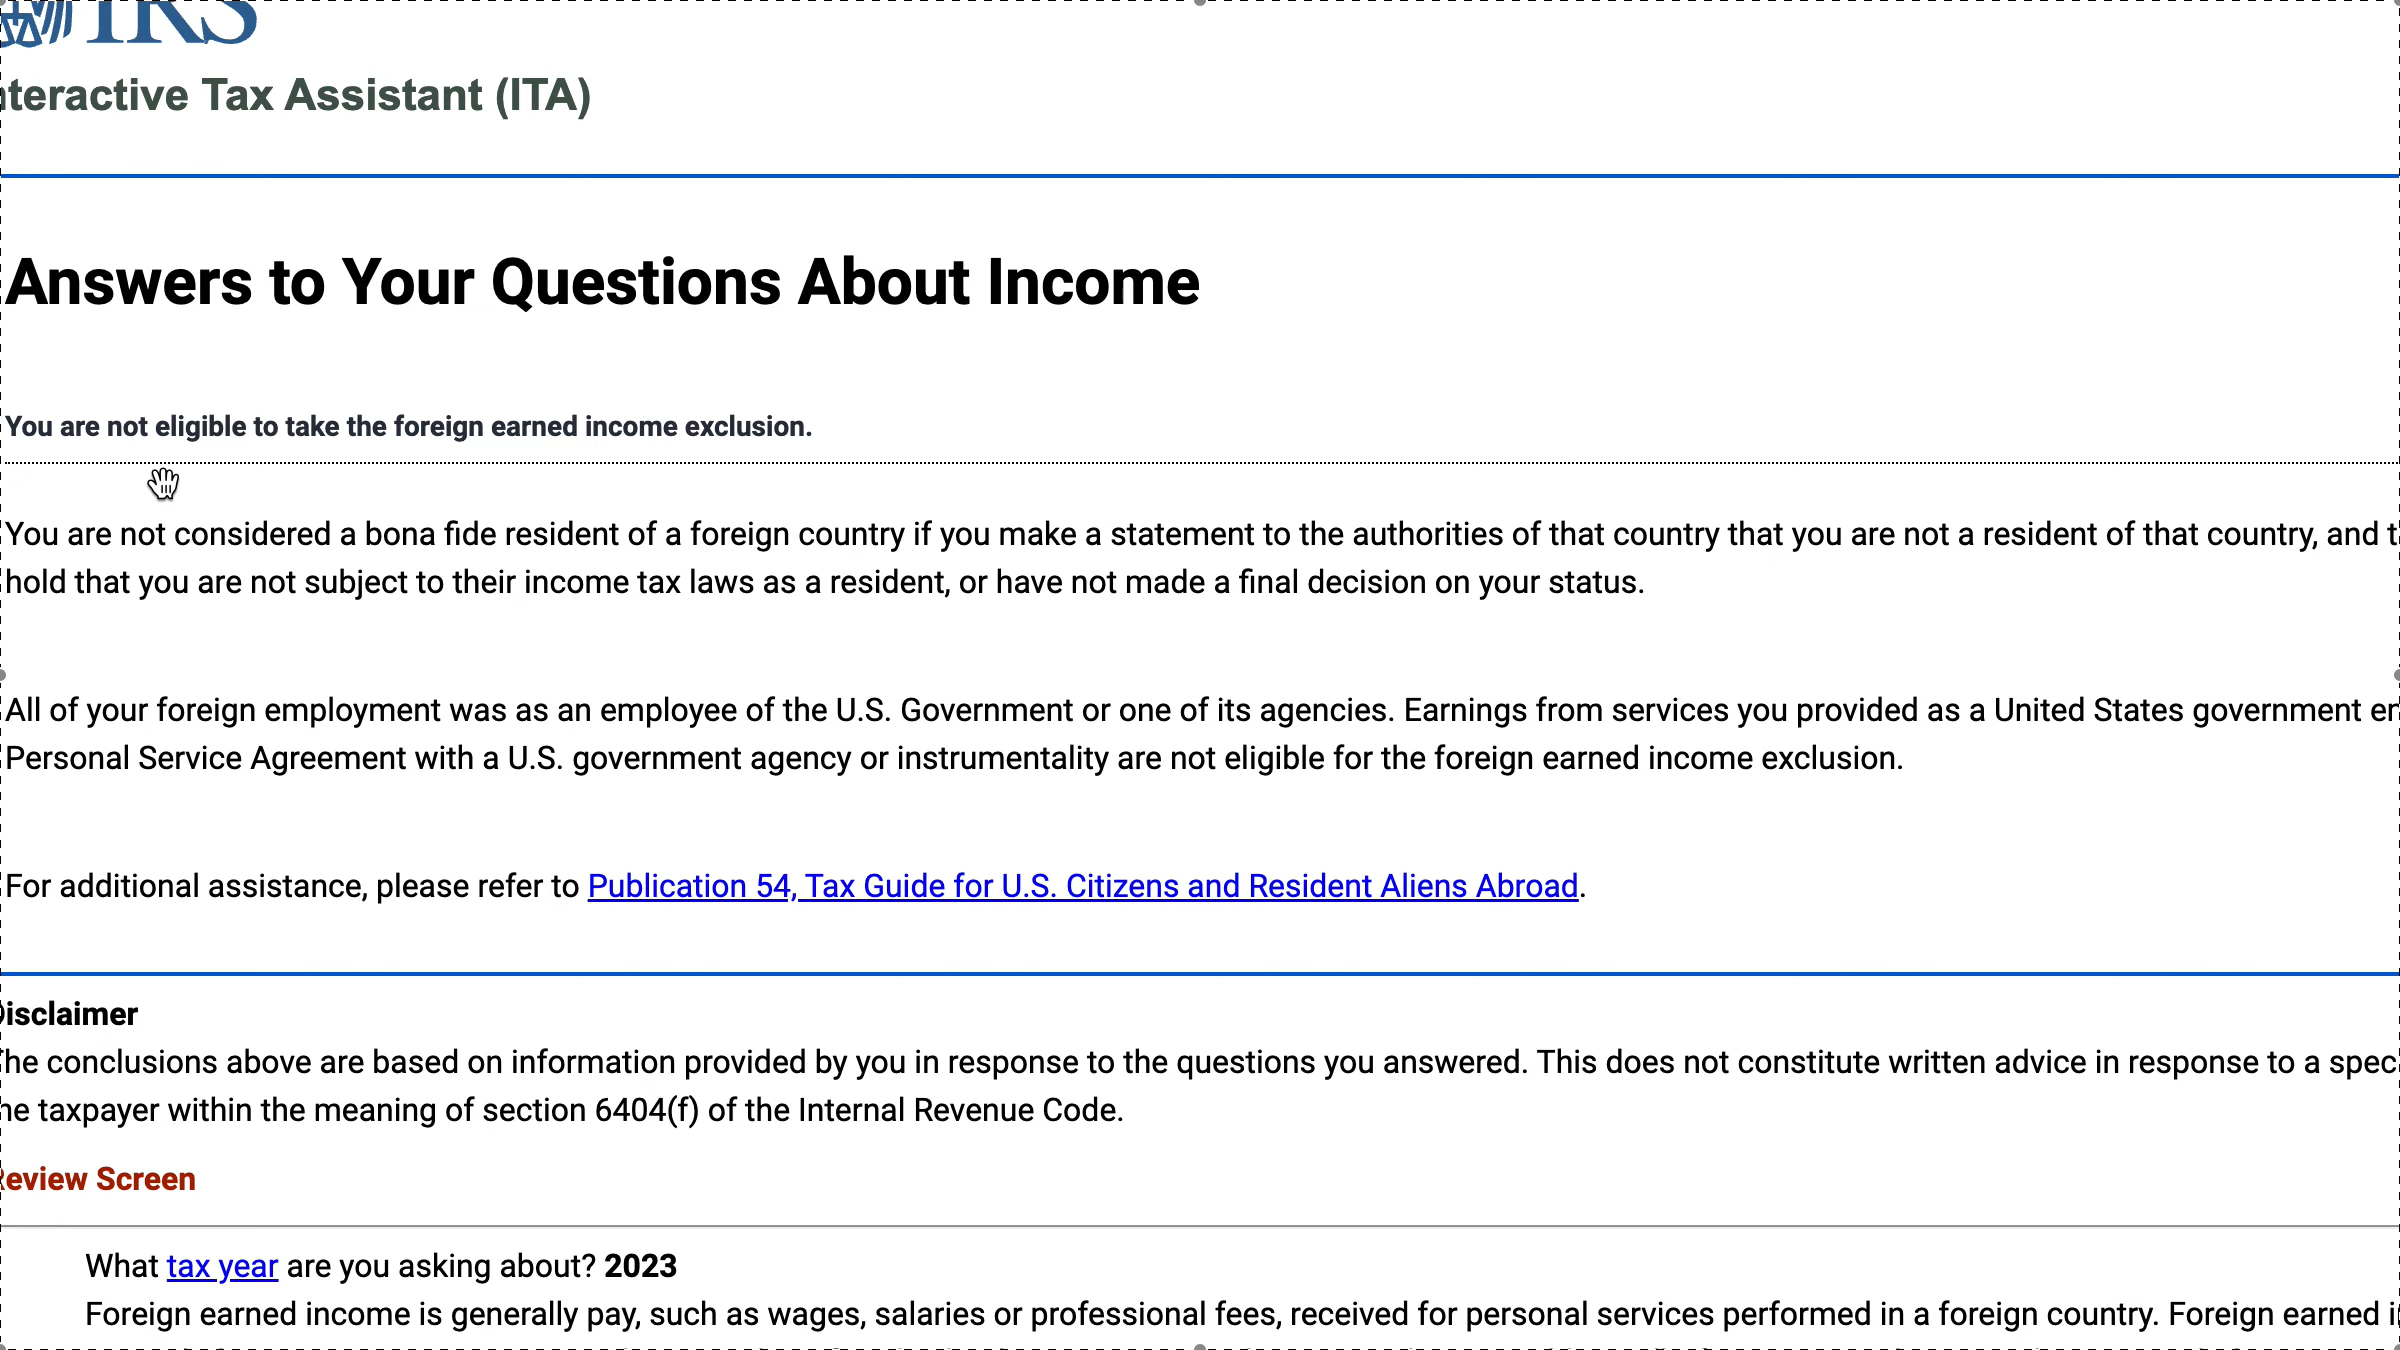 IRS
nteractive Tax Assistant (ITA)
Answers to Your Questions About Income
You are not eligible to take the foreign earned income exclusion.
You are not considered a bona fide resident of a foreign country if you make a statement to the authorities of that country that you are not a resident of that country, and
hold that you are not subject to their income tax laws as a resident, or have not made a final decision on your status.
All of your foreign employment was as an employee of the U.S. Government or one of its agencies. Earnings from services you provided as a United States government
Personal Service Agreement with a U.S. government agency or instrumentality are not eligible for the foreign earned income exclusion.
For additional assistance, please refer to Publication 54, Tax Guide for U.S. Citizens and Resident Aliens Abroad.
isclaimer
he conclusions above are based on information provided by you in response to the questions you answered. This does not constitute written advice in response to a spec
he taxpayer within the meaning of section 6404(f) of the Internal Revenue Code.
eview Screen
What tax year are you asking about? 2023
Foreign earned income is generally pay, such as wages, salaries or professional fees, received for personal services performed in a foreign country. Foreign earned